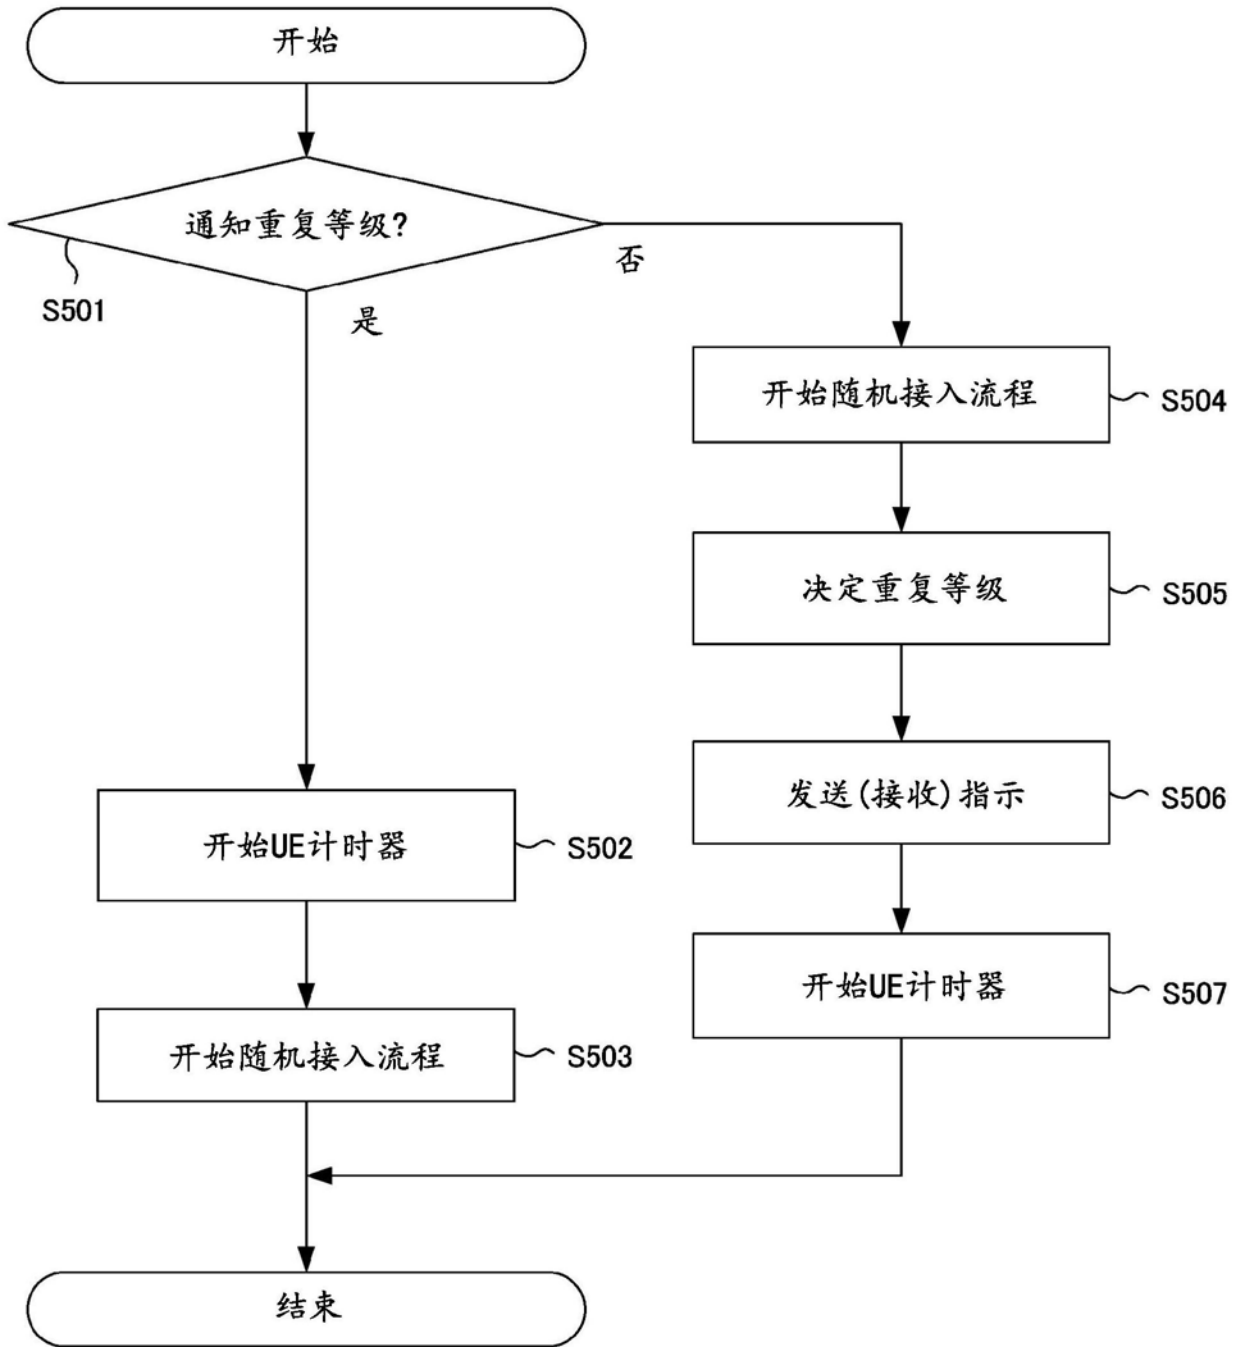 开始
通知重复等级?
S501
否
是
开始随机接入流程
S504
决定重复等级
S505
发送(接收)指示
S506
开始UE计时器
S502
开始UE计时器
S507
开始随机接入流程
S503
结束